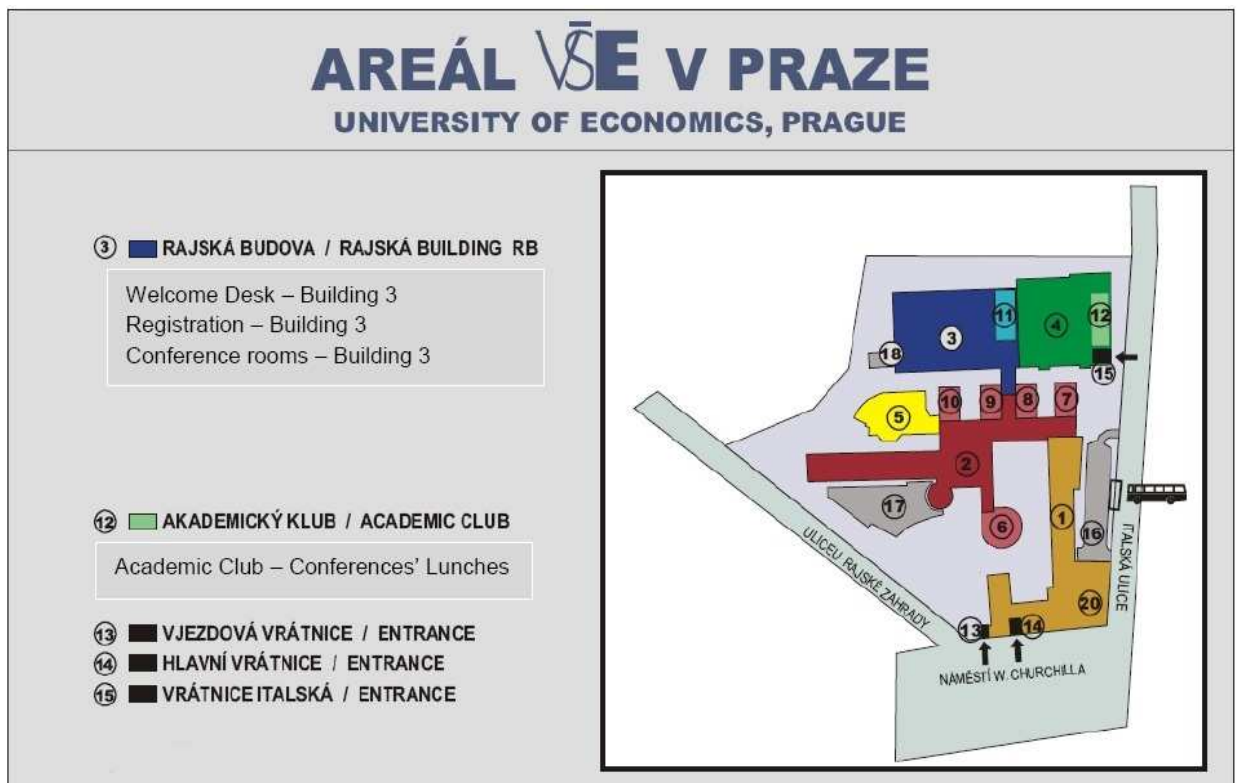 AREÁL VŠE V PRAZE
UNIVERSITY OF ECONOMICS, PRAGUE
3 RAJSKÁ BUDOVA / RAJSKÁ BUILDING RB
Welcome Desk – Building 3
Registration – Building 3
Conference rooms – Building 3
12 AKADEMICKÝ KLUB / ACADEMIC CLUB
Academic Club – Conferences' Lunches
13 VJEZDOVÁ VRÁTNICE / ENTRANCE
14 HLAVNÍ VRÁTNICE / ENTRANCE
15 VRÁTNICE ITALSKÁ / ENTRANCE
11
12
3
4
18
15
10
9
8
7
5
2
17
6
1
16
ITALSKÁ ULICE
ULICEU RAJSKÉ ZAHRADY
20
13
14
NÁMĚSTÍ W. CHURCHILLA